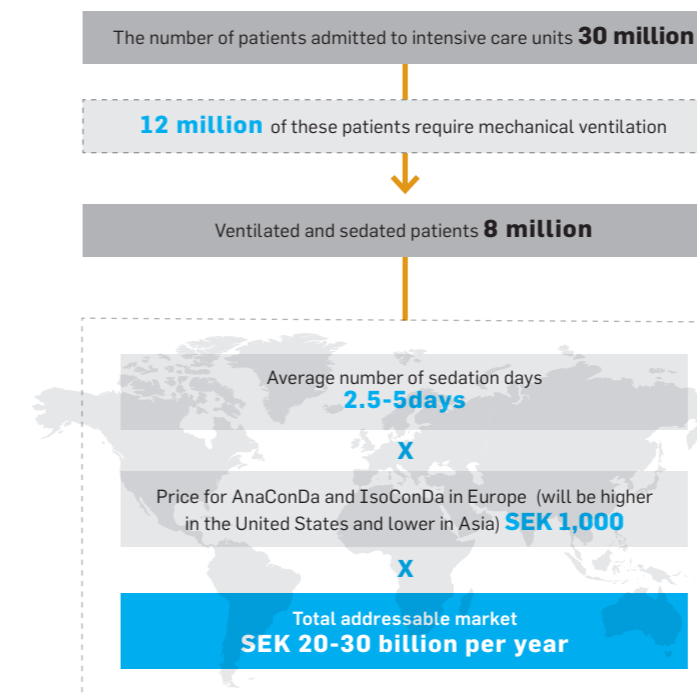 The number of patients admitted to intensive care units 30 million
12 million of these patients require mechanical ventilation
Ventilated and sedated patients 8 million
Average number of sedation days
2.5-5days
X
Price for AnaConDa and IsoConDa in Europe (will be higher
in the United States and lower in Asia) SEK 1,000
X
Total addressable market
SEK 20-30 billion per year